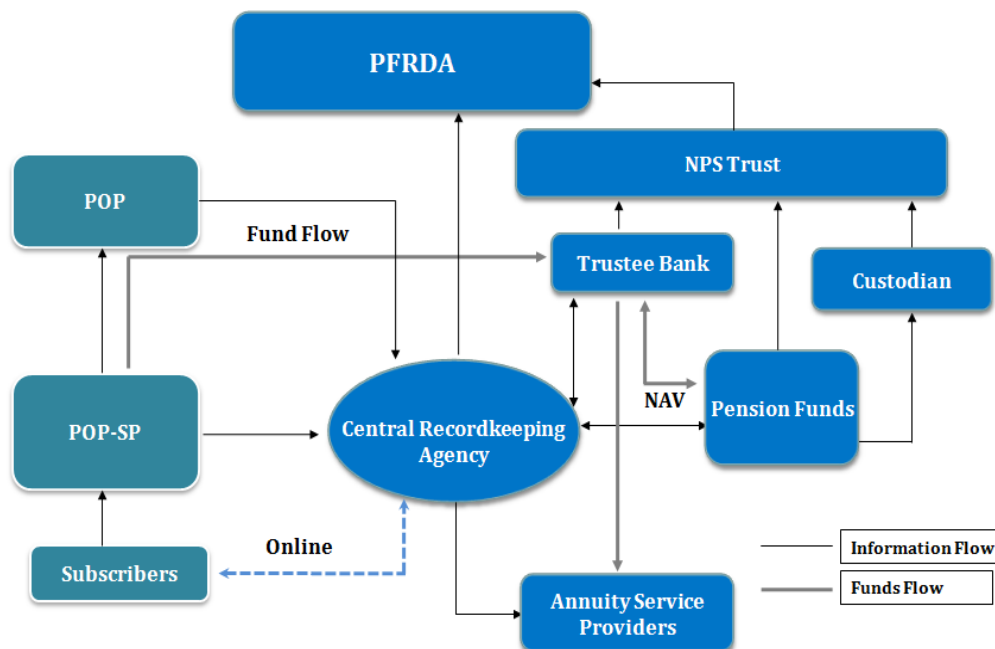 PFRDA
NPS Trust
POP
Fund Flow
Trustee Bank
Custodian
POP-SP
Central Recordkeeping
Agency
NAV
Pension Funds
Subscribers
Online
Annuity Service
Providers
Information Flow
Funds Flow